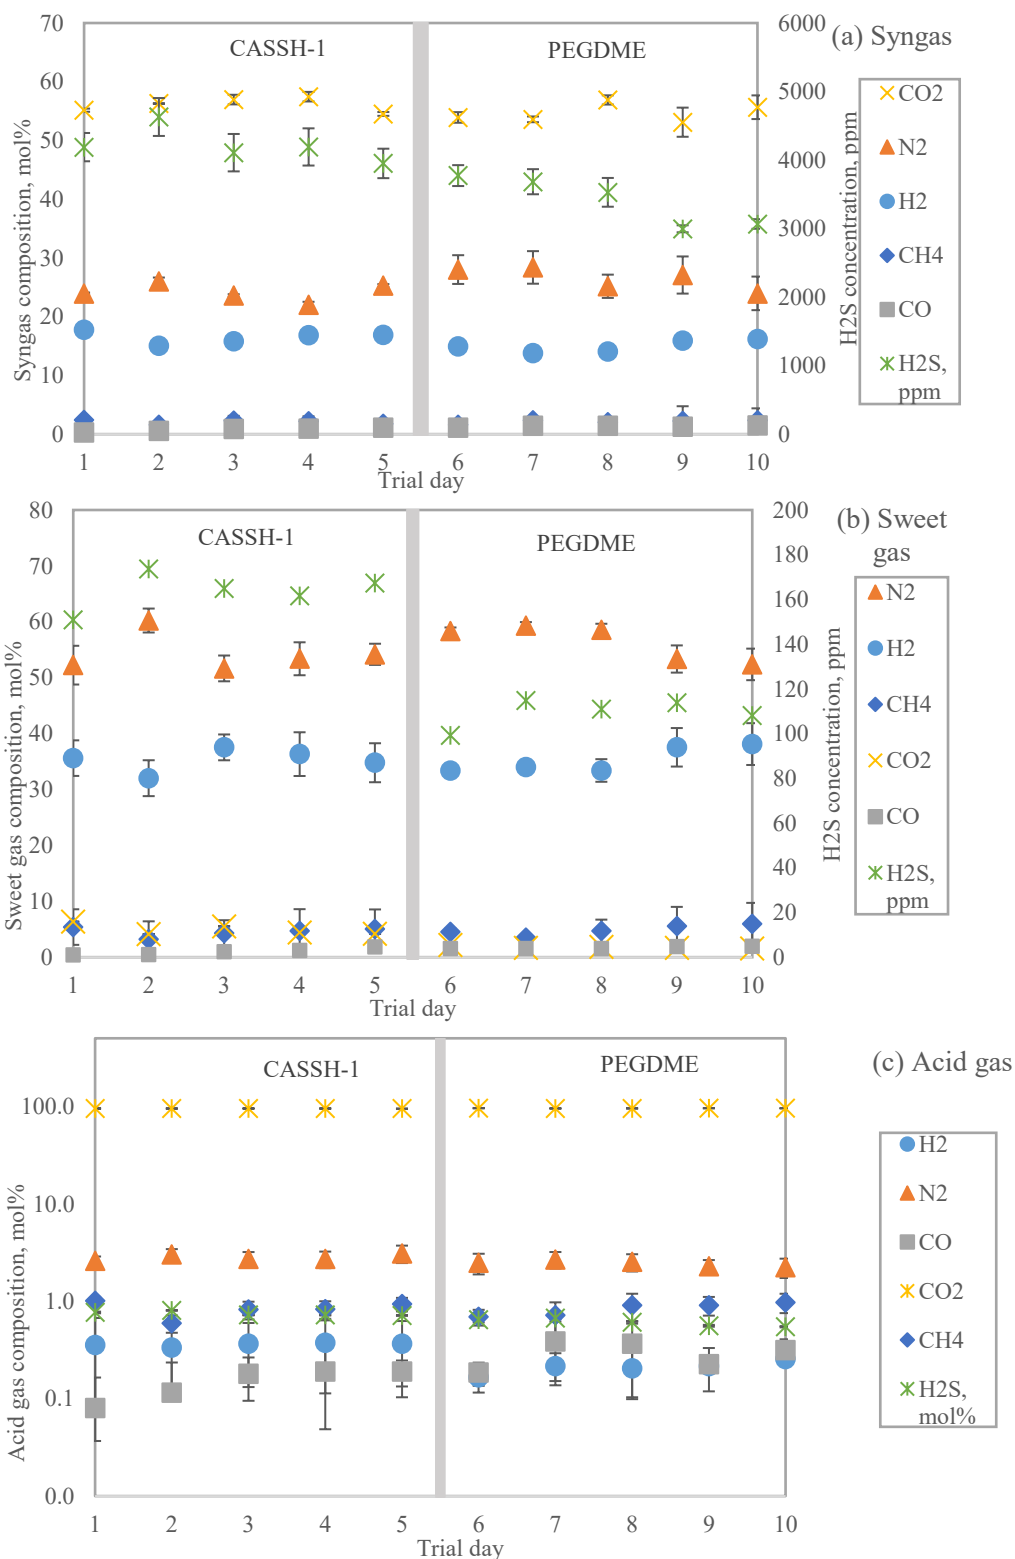 (a) Syngas
CASSH-1
PEGDME
Syngas composition, mol%
70
60
50
40
30
20
10
0
H2S concentration, ppm
6000
5000
4000
3000
2000
1000
0
1 2 3 4 5 6 7 8 9 10
Trial day
CO2
N2
H2
CH4
CO
H2S,
ppm
(b) Sweet
gas
CASSH-1
PEGDME
Sweet gas composition, mol%
80
70
60
50
40
30
20
10
0
H2S concentration, ppm
200
180
160
140
120
100
80
60
40
20
0
1 2 3 4 5 6 7 8 9 10
Trial day
N2
H2
CH4
CO2
CO
H2S,
ppm
(c) Acid gas
CASSH-1
PEGDME
Acid gas composition, mol%
100.0
10.0
1.0
0.1
0.0
1 2 3 4 5 6 7 8 9 10
Trial day
H2
N2
CO
CO2
CH4
H2S,
mol%